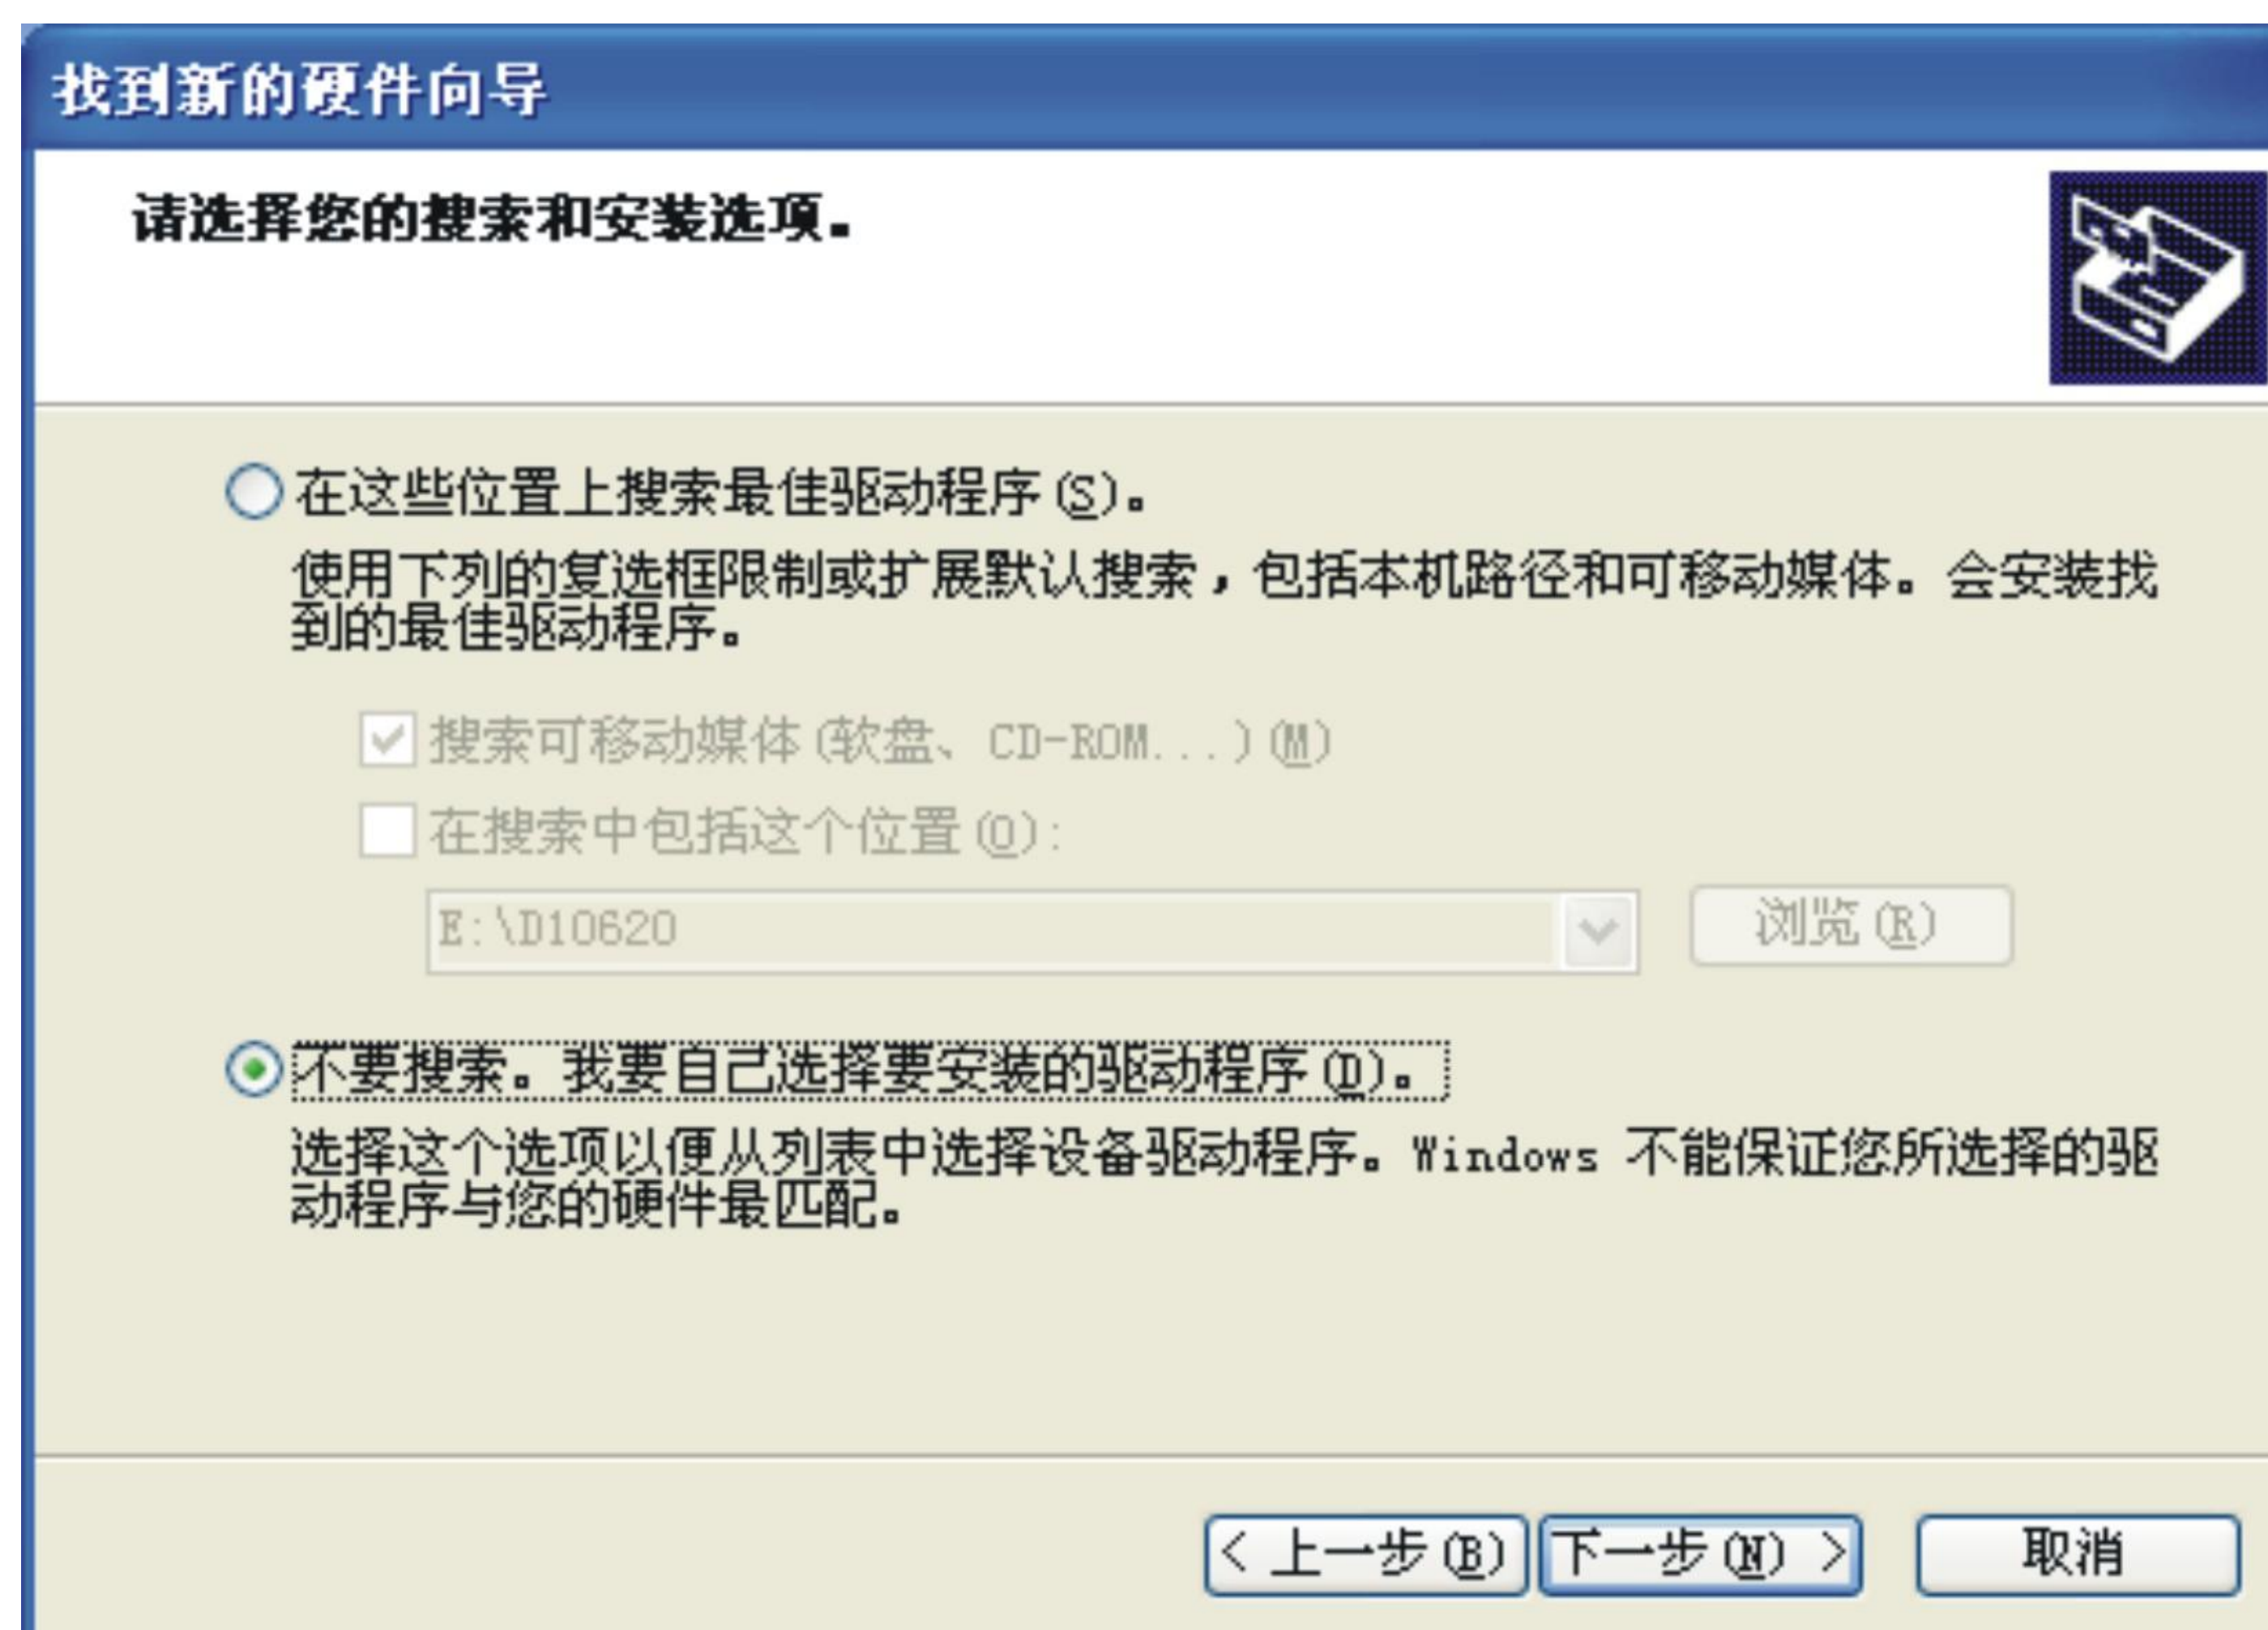 找到新的硬件向导
请选择您的搜索和安装选项。
在这些位置上搜索最佳驱动程序(S)。
使用下列的复选框限制或扩展默认搜索，包括本机路径和可移动媒体。会安装找
到的最佳驱动程序。
搜索可移动媒体(软盘、CD-ROM...)(M)
在搜索中包括这个位置(O):
E:\D10620
浏览(R)
不要搜索。我要自己选择要安装的驱动程序(D)。
选择这个选项以便从列表中选择设备驱动程序。Windows 不能保证您所选择的驱
动程序与您的硬件最匹配。
< 上一步(B) 下一步(N) > 取消